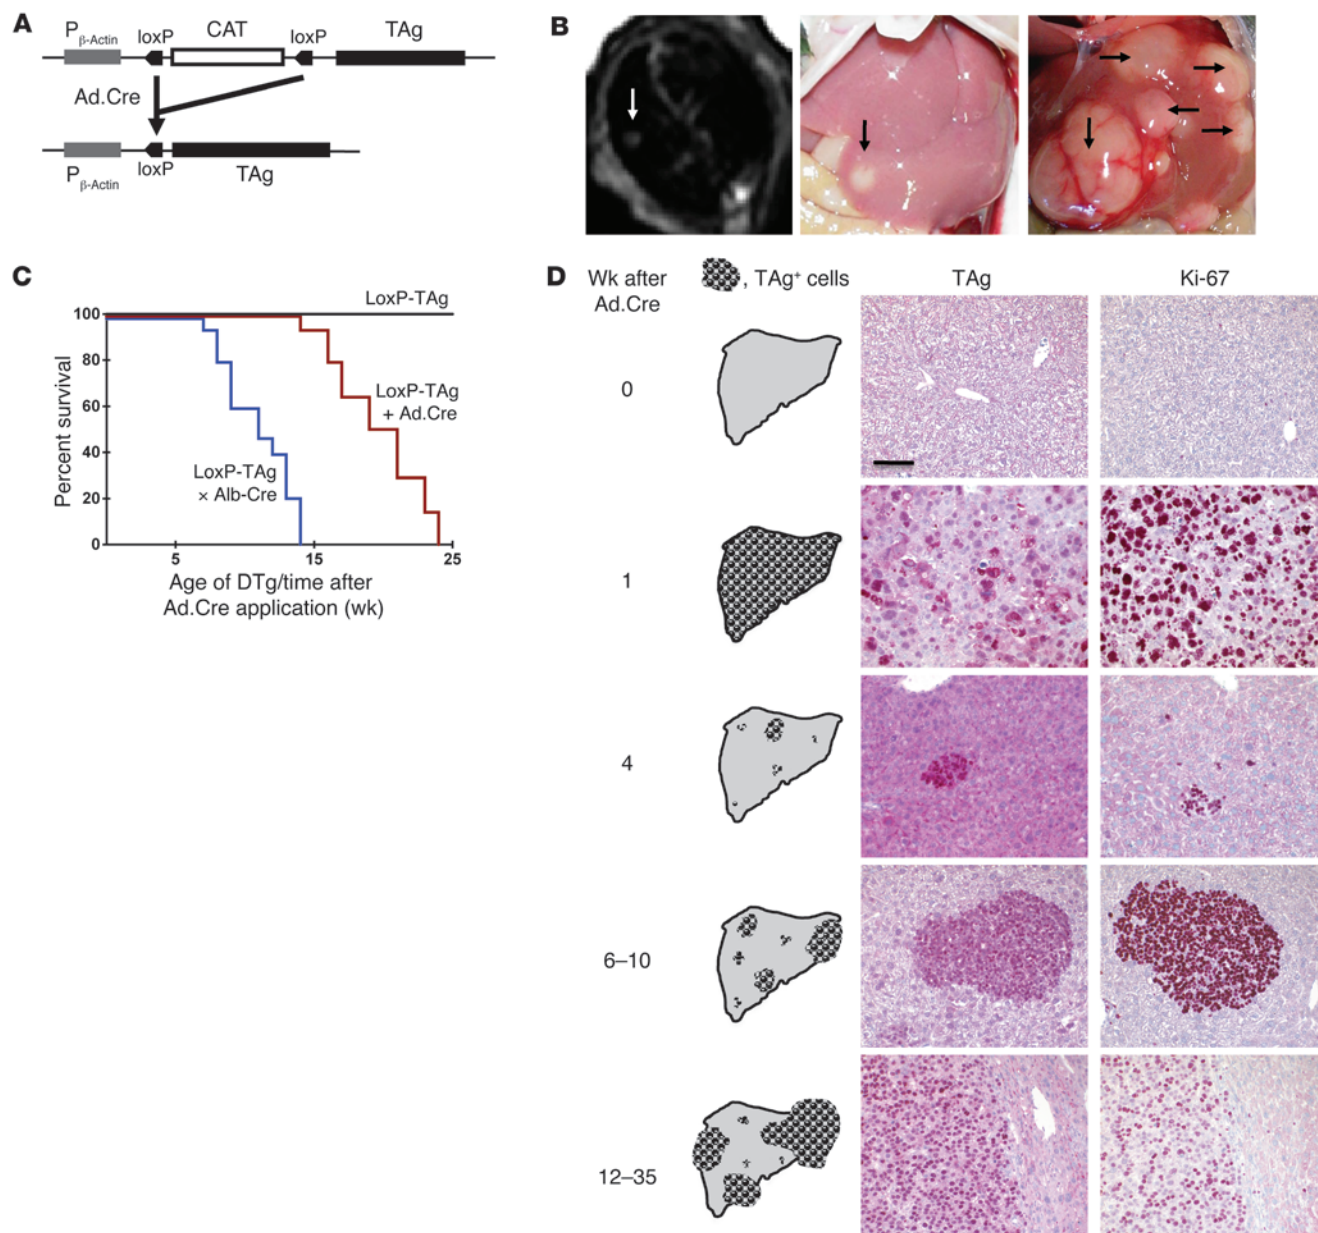 A
P β-Actin
loxP
CAT
loxP
TAg
Ad.Cre
P β-Actin
loxP
TAg
B
C
Percent survival
100
80
60
40
20
0
LoxP-TAg
LoxP-TAg
+ Ad.Cre
LoxP-TAg
× Alb-Cre
5
15
25
Age of DTg/time after
Ad.Cre application (wk)
D
Wk after
Ad.Cre
, TAg⁺ cells
TAg
Ki-67
0
1
4
6–10
12–35